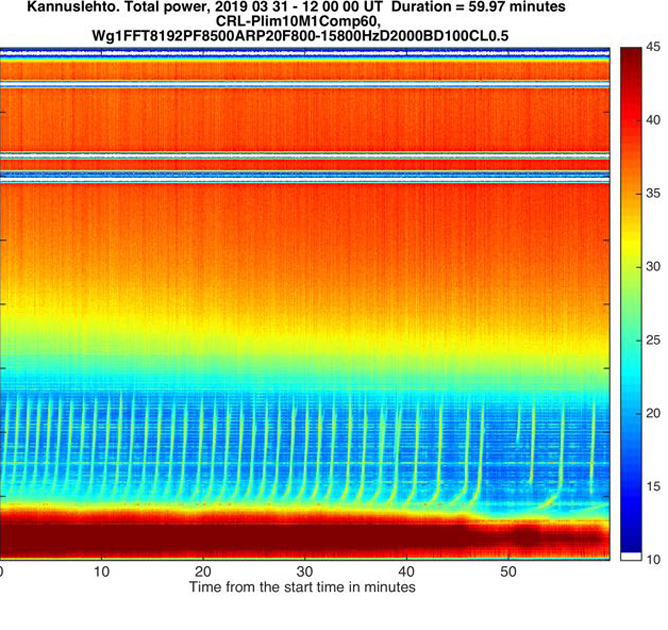 Kannuslehto. Total power, 2019 03 31 - 12 00 00 UT Duration = 59.97 minutes
CRL-Plim10M1Comp60,
Wg1FFT8192PF8500ARP20F800-15800HzD2000BD100CL0.5
45
40
35
30
25
20
15
10
0 10 20 30 40 50
Time from the start time in minutes